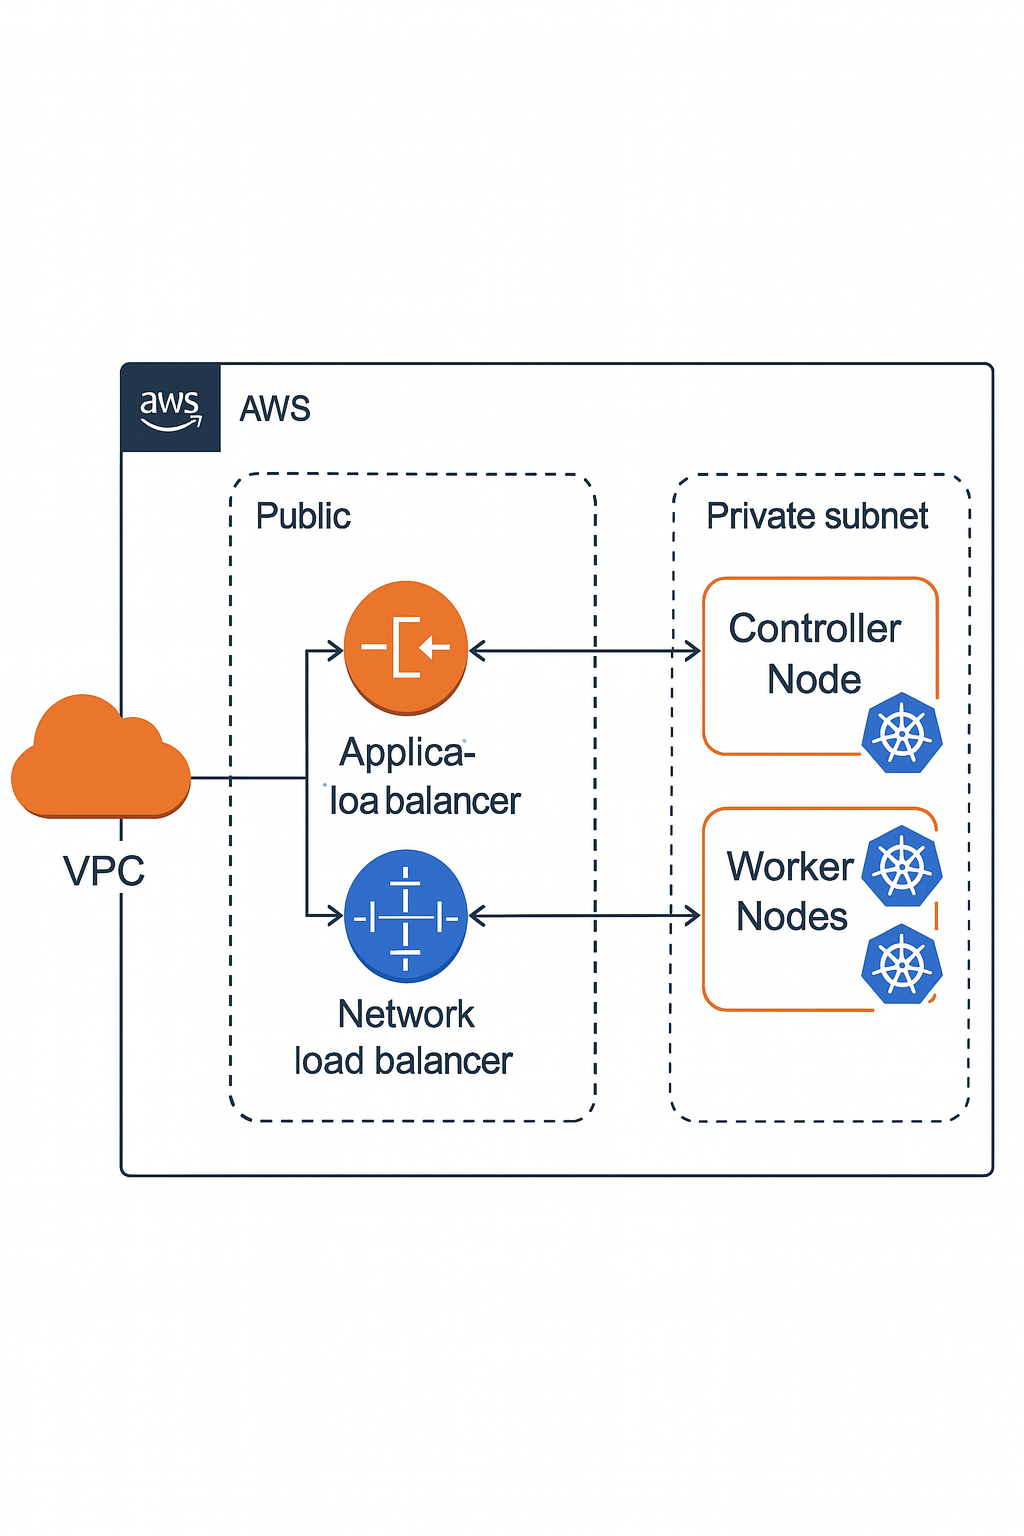 aws
AWS
Public
Private subnet
Controller
Node
Applica-
loa balancer
VPC
Worker
Nodes
Network
load balancer